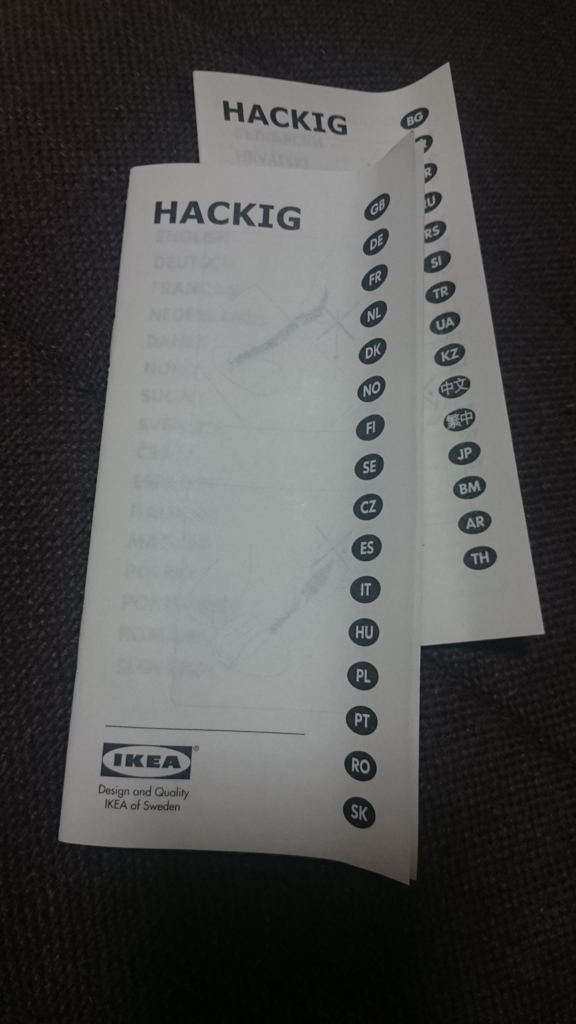 HACKIG
BG
R
R
U
RS
SI
TR
UA
KZ
中文
繁中
JP
BM
AR
TH
HACKIG
GB
DE
FR
NL
DK
NO
FI
SE
CZ
ES
IT
HU
PL
PT
RO
SK
ENGLISH
DEUTSCH
IKEA®
Design and Quality
IKEA of Sweden